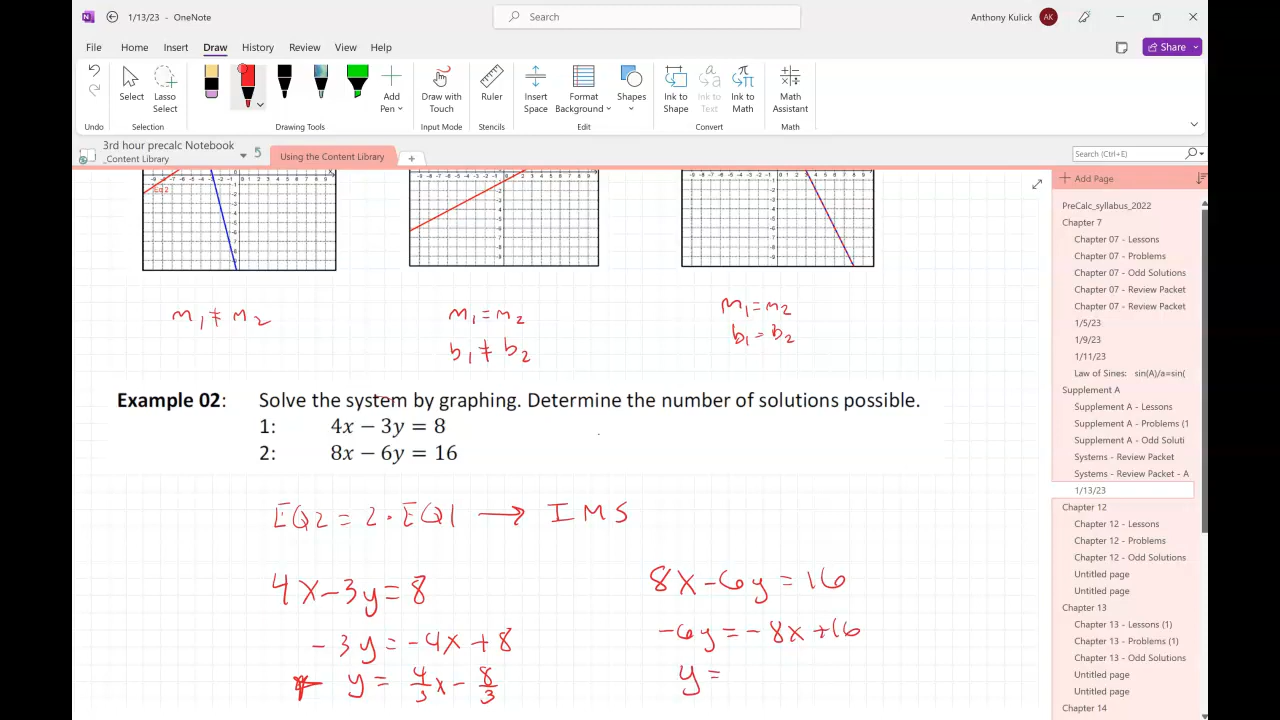 1/13/23 - OneNote
Search
Anthony Kulick
AK
File Home Insert Draw History Review View Help
Share
Undo
Select
Lasso Select
Add Pen
Draw with Touch
Ruler
Insert Space
Format Background
Shapes
Ink to Shape
Ink to Text
Ink to Math
Math Assistant
Selection
Drawing Tools
Input Mode
Stencils
Edit
Convert
Math
3rd hour precalc Notebook
_Content Library
Using the Content Library
Search (Ctrl+E)
Add Page
PreCalc_syllabus_2022
Chapter 7
Chapter 07 - Lessons
Chapter 07 - Problems
Chapter 07 - Odd Solutions
Chapter 07 - Review Packet
Chapter 07 - Review Packet
1/5/23
1/9/23
1/11/23
Law of Sines: sin(A)/a=sin(
Supplement A
Supplement A - Lessons
Supplement A - Problems (1
Supplement A - Odd Soluti
Systems - Review Packet
Systems - Review Packet - A
1/13/23
Chapter 12
Chapter 12 - Lessons
Chapter 12 - Problems
Chapter 12 - Odd Solutions
Untitled page
Untitled page
Chapter 13
Chapter 13 - Lessons (1)
Chapter 13 - Problems (1)
Chapter 13 - Odd Solutions
Untitled page
Untitled page
Chapter 14
Eq 2
m₁ ≠ m₂
m₁ = m₂
b₁ ≠ b₂
m₁ = m₂
b₁ = b₂
Example 02: Solve the system by graphing. Determine the number of solutions possible.
1: 4x − 3y = 8
2: 8x − 6y = 16
EQ2 = 2 · EQ1 → IMS
4x − 3y = 8
−3y = −4x + 8
y = 4/3 x − 8/3
8x − 6y = 16
−6y = −8x + 16
y =